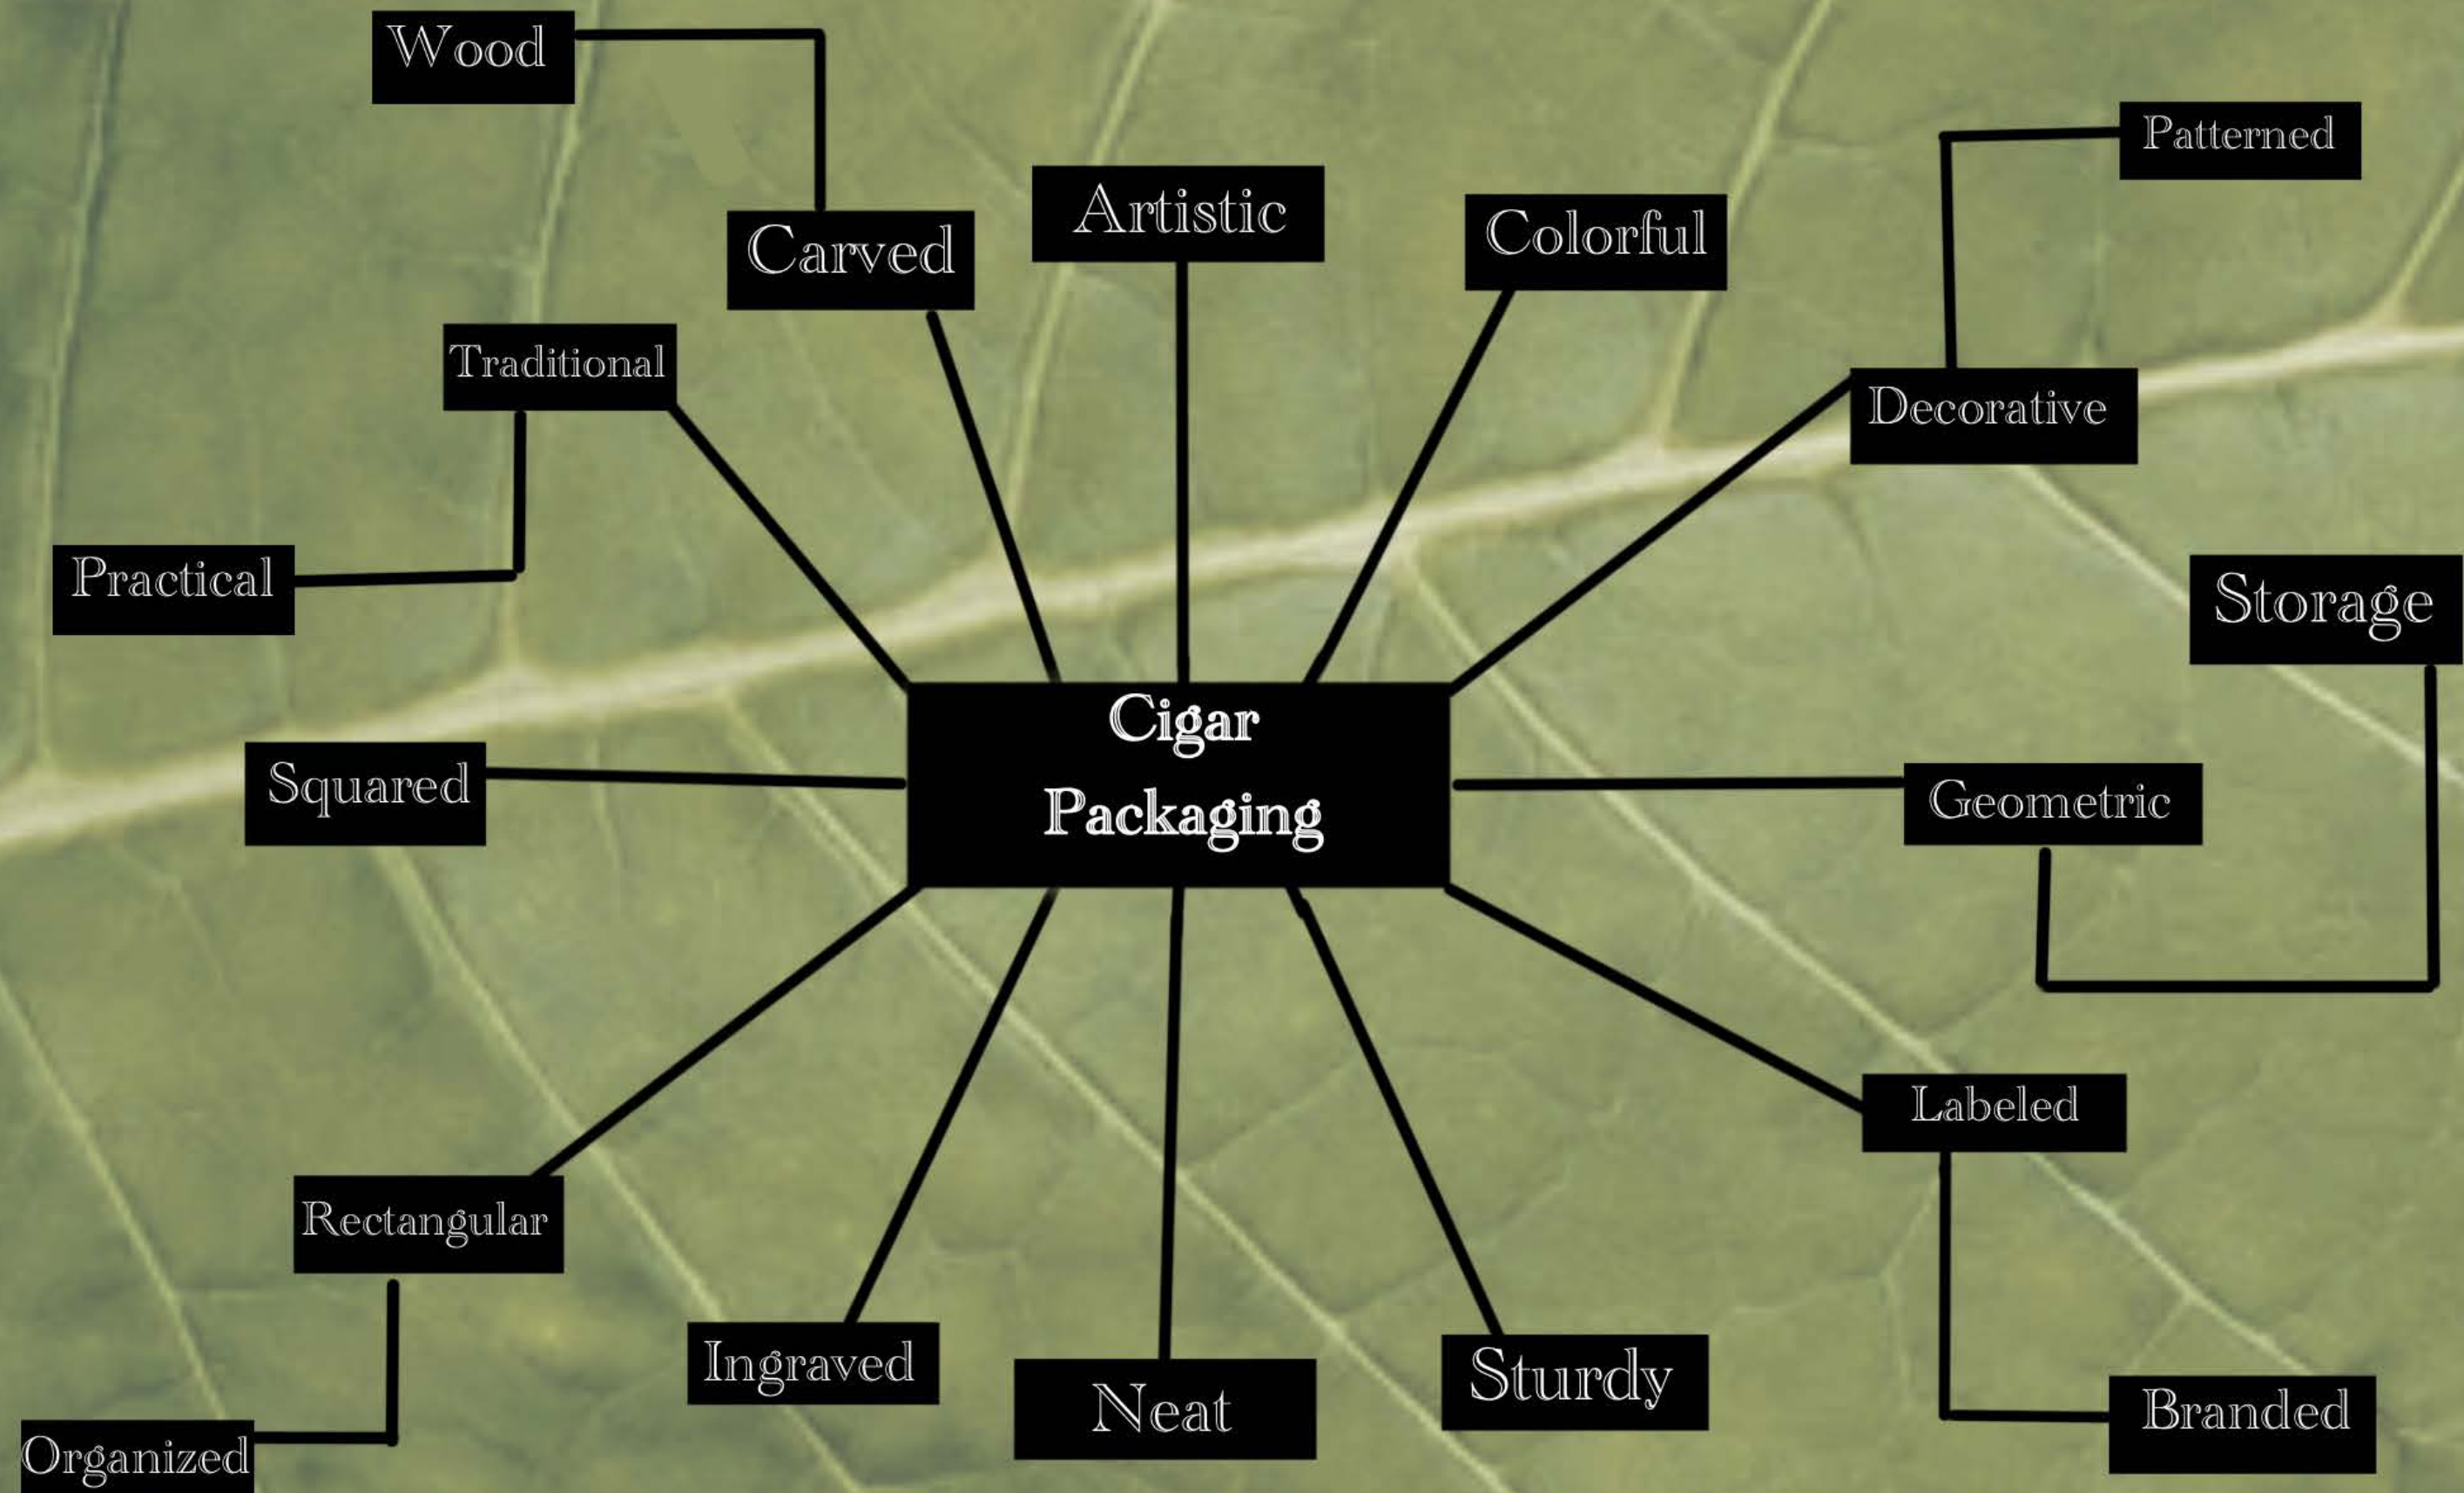 Wood
Patterned
Artistic
Colorful
Carved
Traditional
Decorative
Practical
Storage
Cigar
Packaging
Squared
Geometric
Labeled
Rectangular
Ingraved
Sturdy
Neat
Branded
Organized